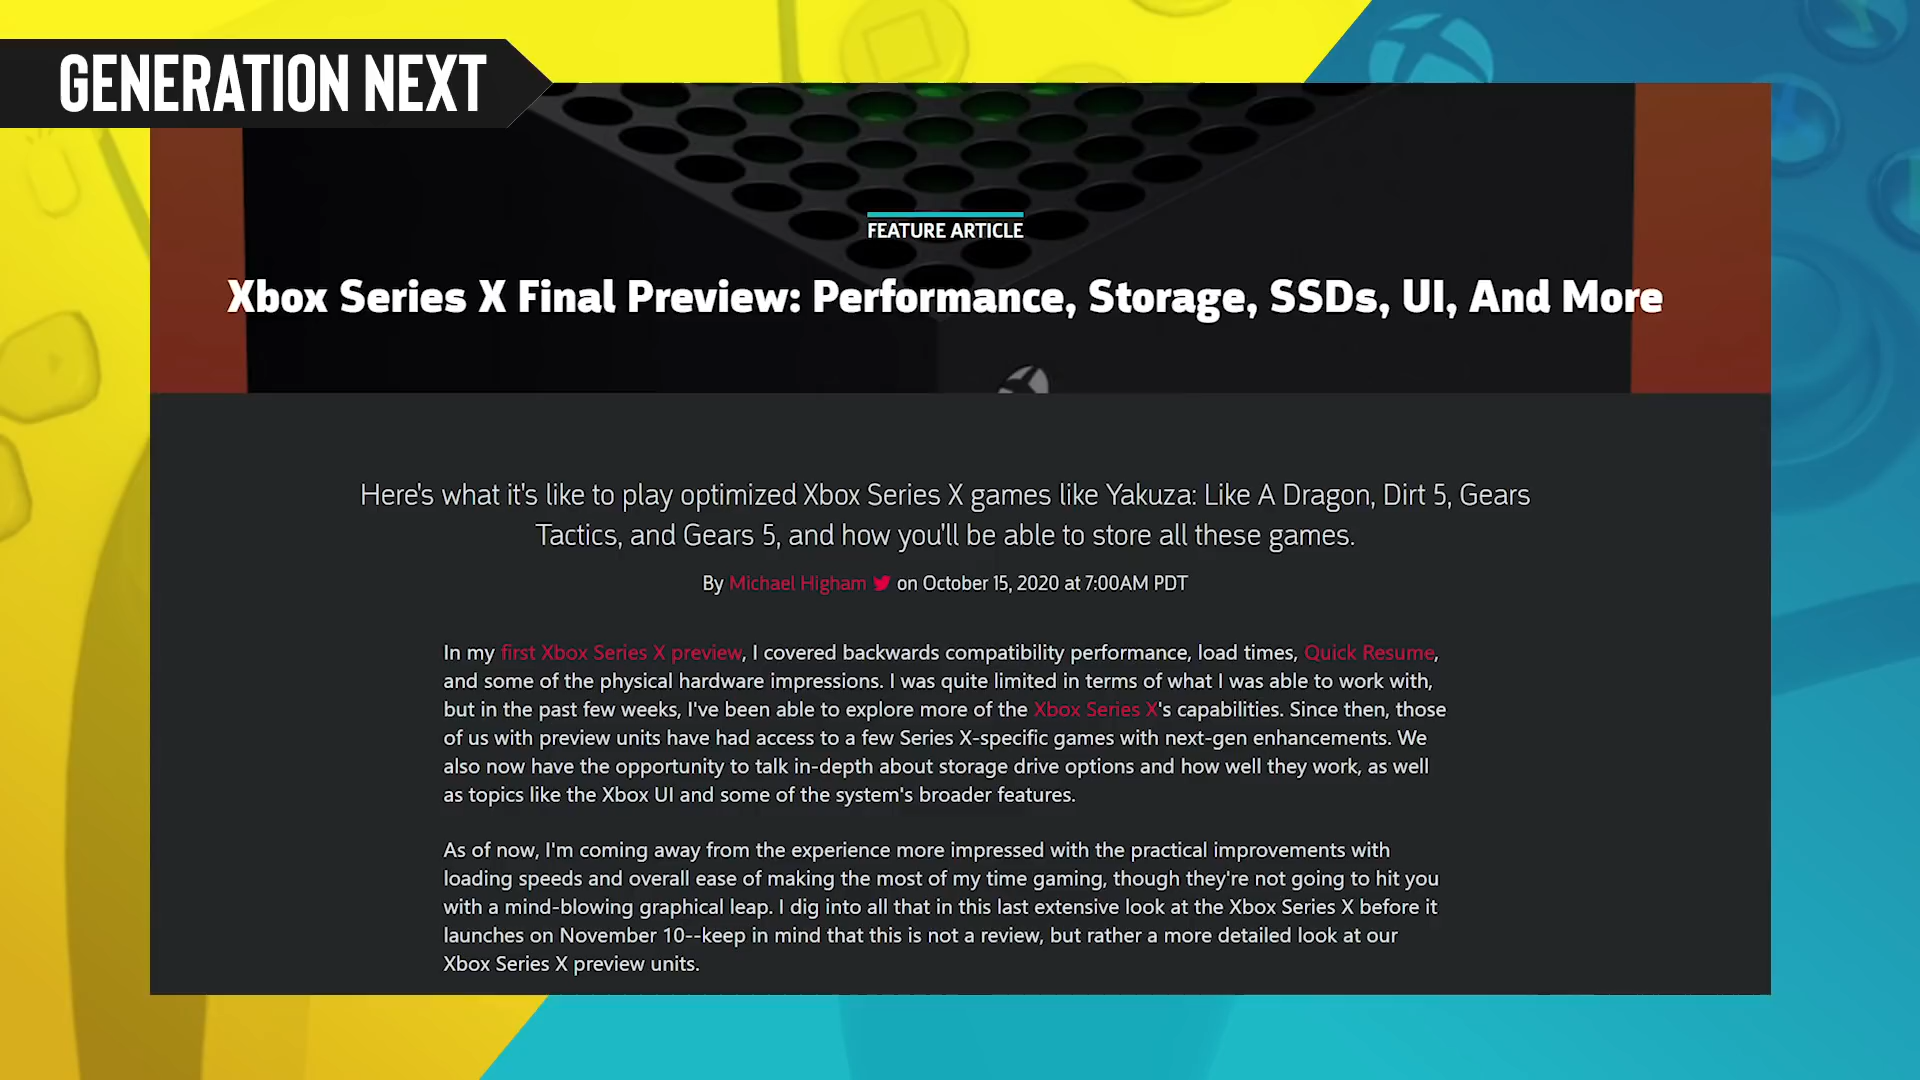 GENERATION NEXT
FEATURE ARTICLE
Xbox Series X Final Preview: Performance, Storage, SSDs, UI, And More
Here's what it's like to play optimized Xbox Series X games like Yakuza: Like A Dragon, Dirt 5, Gears
Tactics, and Gears 5, and how you'll be able to store all these games.
By Michael Higham on October 15, 2020 at 7:00AM PDT
In my first Xbox Series X preview, I covered backwards compatibility performance, load times, Quick Resume,
and some of the physical hardware impressions. I was quite limited in terms of what I was able to work with,
but in the past few weeks, I've been able to explore more of the Xbox Series X's capabilities. Since then, those
of us with preview units have had access to a few Series X-specific games with next-gen enhancements. We
also now have the opportunity to talk in-depth about storage drive options and how well they work, as well
as topics like the Xbox UI and some of the system's broader features.
As of now, I'm coming away from the experience more impressed with the practical improvements with
loading speeds and overall ease of making the most of my time gaming, though they're not going to hit you
with a mind-blowing graphical leap. I dig into all that in this last extensive look at the Xbox Series X before it
launches on November 10--keep in mind that this is not a review, but rather a more detailed look at our
Xbox Series X preview units.